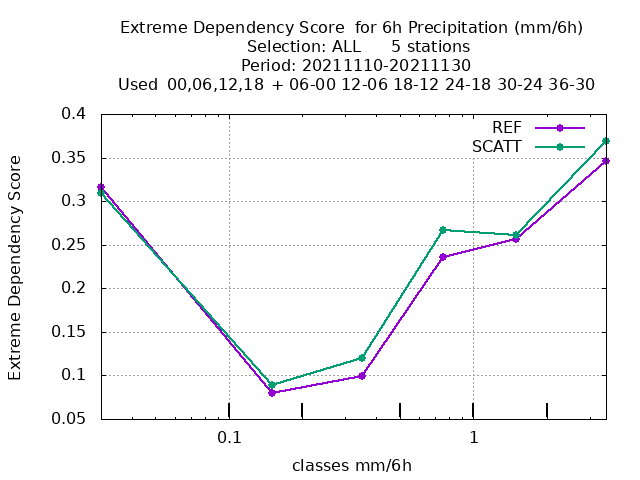 Extreme Dependency Score  for 6h Precipitation (mm/6h)
Selection: ALL      5 stations
Period: 20211110-20211130
Used  00,06,12,18  + 06-00 12-06 18-12 24-18 30-24 36-30
REF
SCATT
0.4
0.35
0.3
0.25
0.2
0.15
0.1
0.05
Extreme Dependency Score
0.1
1
classes mm/6h